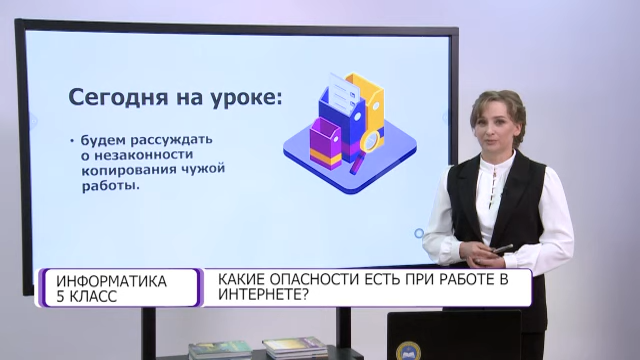 Сегодня на уроке:
• будем рассуждать
о незаконности
копирования чужой
работы.
ИНФОРМАТИКА
5 КЛАСС
КАКИЕ ОПАСНОСТИ ЕСТЬ ПРИ РАБОТЕ В
ИНТЕРНЕТЕ?